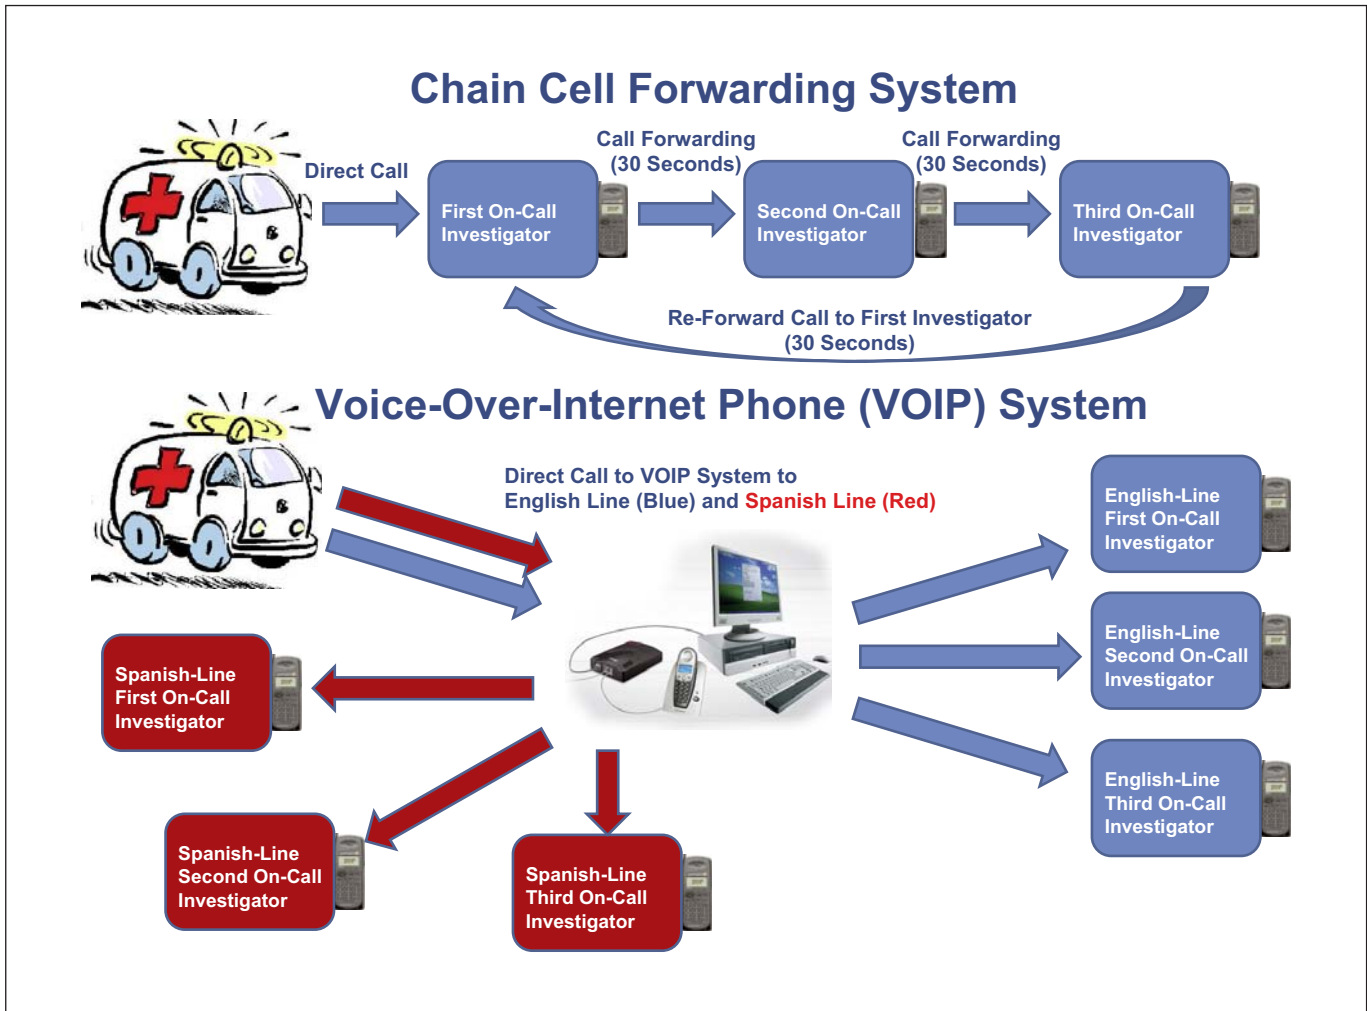 Chain Cell Forwarding System
Direct Call
Call Forwarding
(30 Seconds)
Call Forwarding
(30 Seconds)
First On-Call
Investigator
Second On-Call
Investigator
Third On-Call
Investigator
Re-Forward Call to First Investigator
(30 Seconds)
Voice-Over-Internet Phone (VOIP) System
Direct Call to VOIP System to
English Line (Blue) and Spanish Line (Red)
English-Line
First On-Call
Investigator
English-Line
Second On-Call
Investigator
English-Line
Third On-Call
Investigator
Spanish-Line
First On-Call
Investigator
Spanish-Line
Second On-Call
Investigator
Spanish-Line
Third On-Call
Investigator